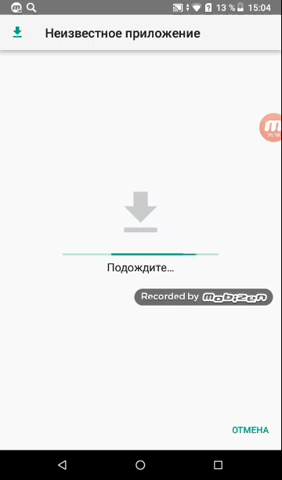 13 % 15:04
Неизвестное приложение
Подождите...
Recorded by mobizen
ОТМЕНА